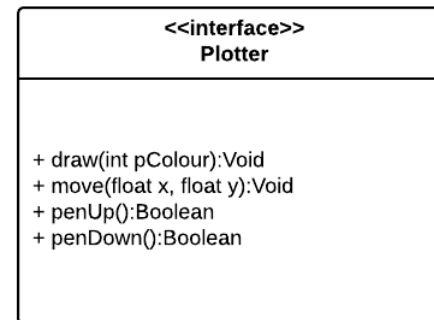 <<interface>>
Plotter
+ draw(int pColour):Void
+ move(float x, float y):Void
+ penUp():Boolean
+ penDown():Boolean